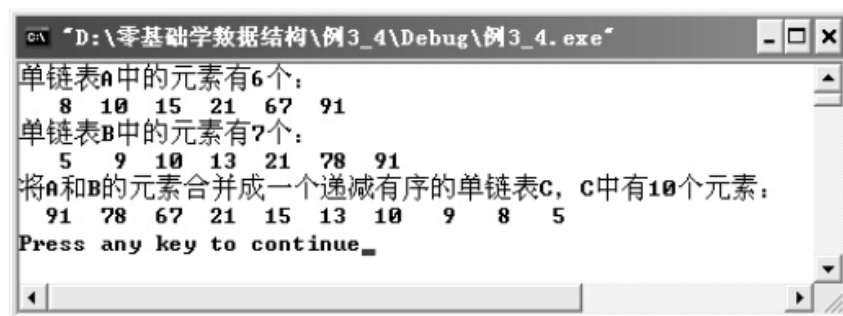 "D:\零基础学数据结构\例3_4\Debug\例3_4.exe"
单链表A中的元素有6个：
8 10 15 21 67 91
单链表B中的元素有7个：
5 9 10 13 21 78 91
将A和B的元素合并成一个递减有序的单链表C，C中有10个元素：
91 78 67 21 15 13 10 9 8 5
Press any key to continue_